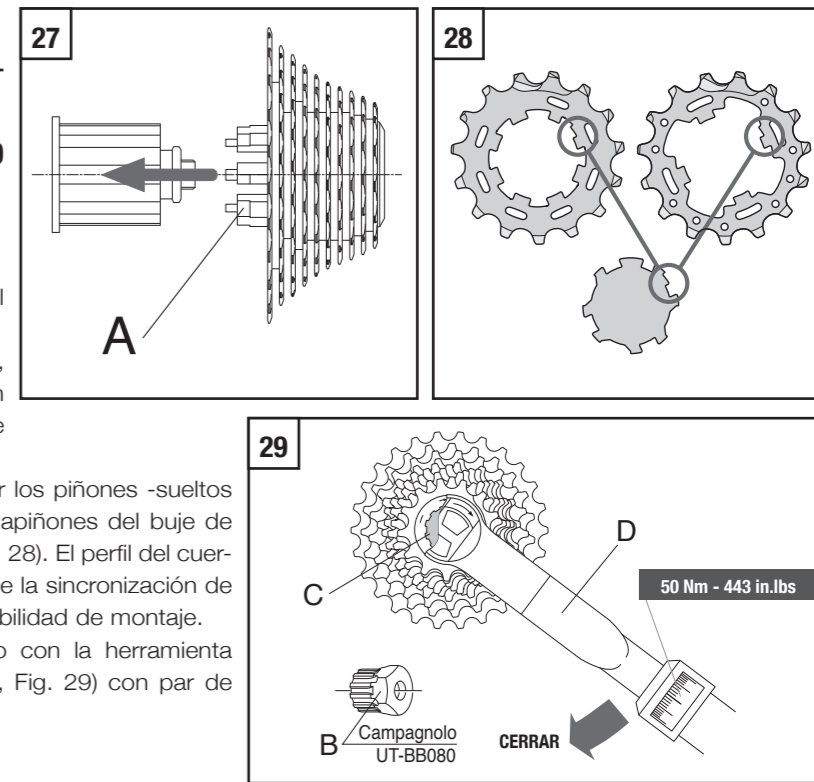 27
A
28
r los piñones -sueltos
apiñones del buje de
28). El perfil del cuer-
e la sincronización de
bilidad de montaje.
o con la herramienta
, Fig. 29) con par de
29
C
D
50 Nm - 443 in.lbs
B
Campagnolo
UT-BB080
CERRAR